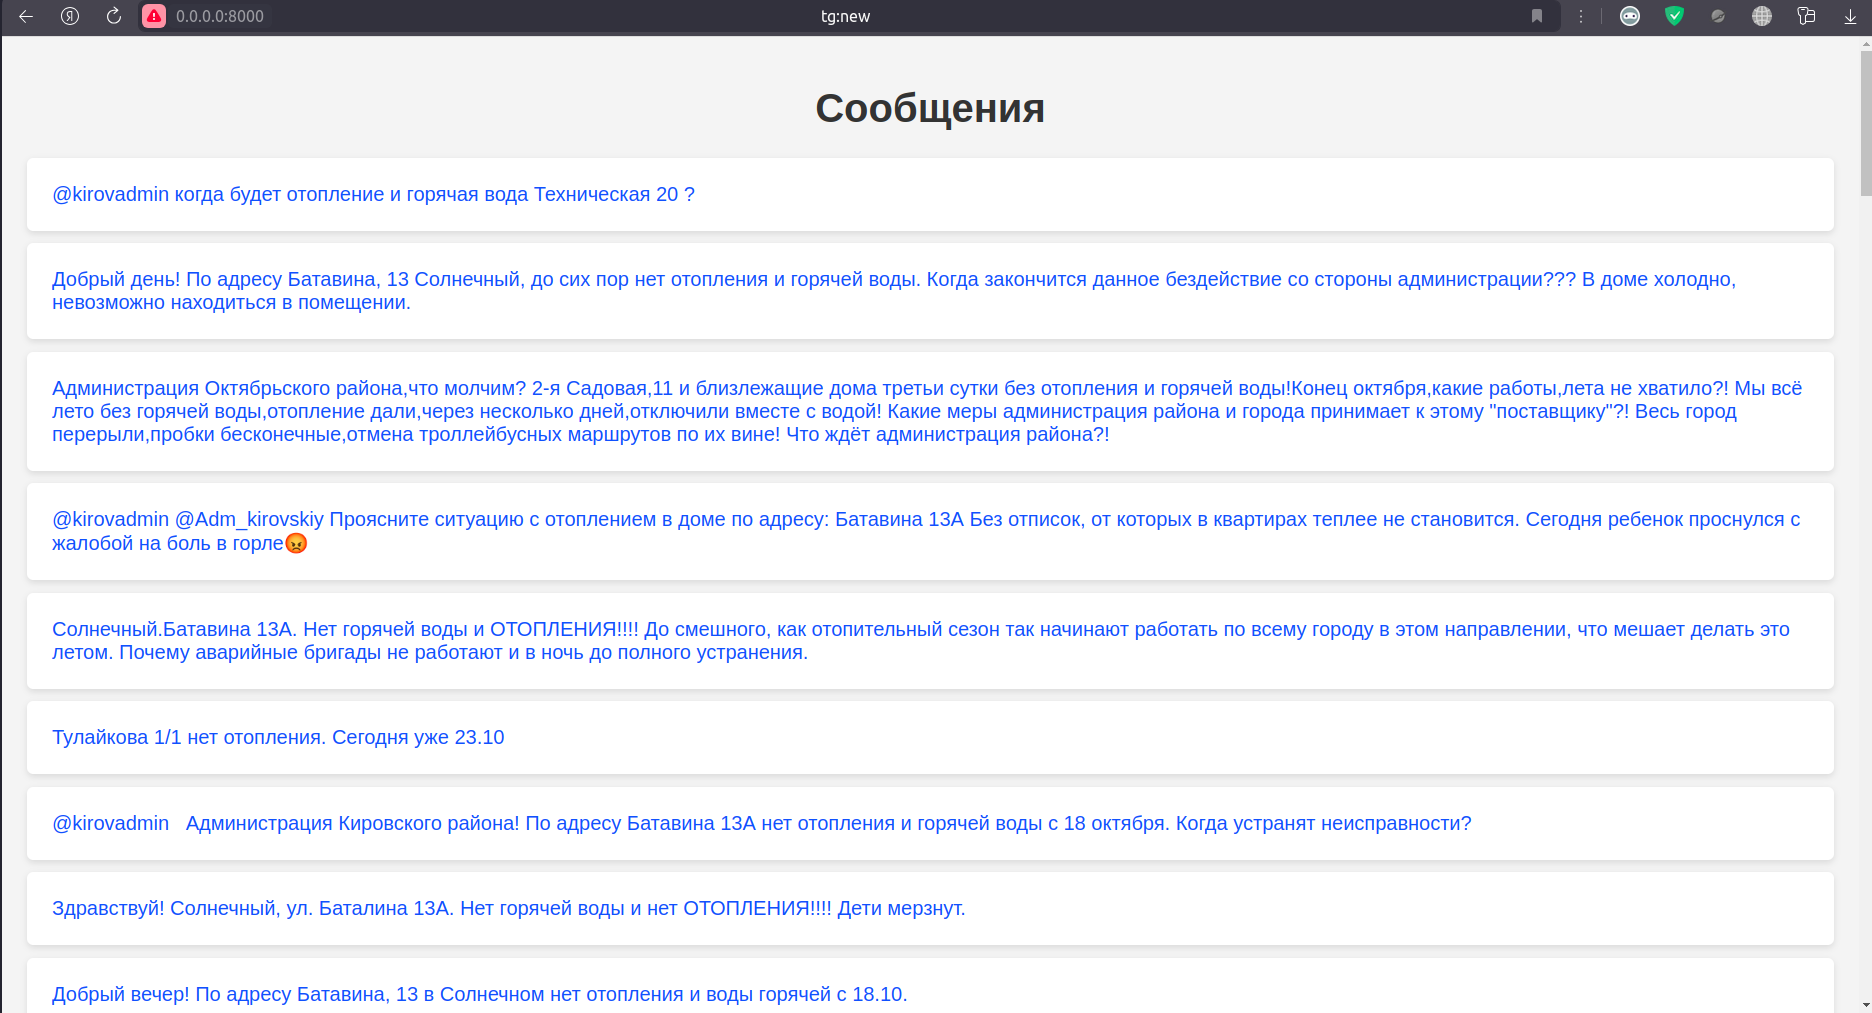 0.0.0.0:8000
tg:new
Сообщения
@kirovadmin когда будет отопление и горячая вода Техническая 20 ?
Добрый день! По адресу Батавина, 13 Солнечный, до сих пор нет отопления и горячей воды. Когда закончится данное бездействие со стороны администрации??? В доме холодно,
невозможно находиться в помещении.
Администрация Октябрьского района,что молчим? 2-я Садовая,11 и близлежащие дома третьи сутки без отопления и горячей воды!Конец октября,какие работы,лета не хватило?! Мы всё
лето без горячей воды,отопление дали,через несколько дней,отключили вместе с водой! Какие меры администрация района и города принимает к этому "поставщику"?! Весь город
перерыли,пробки бесконечные,отмена троллейбусных маршрутов по их вине! Что ждёт администрация района?!
@kirovadmin @Adm_kirovskiy Проясните ситуацию с отоплением в доме по адресу: Батавина 13А Без отписок, от которых в квартирах теплее не становится. Сегодня ребенок проснулся с
жалобой на боль в горле😡
Солнечный.Батавина 13А. Нет горячей воды и ОТОПЛЕНИЯ!!!! До смешного, как отопительный сезон так начинают работать по всему городу в этом направлении, что мешает делать это
летом. Почему аварийные бригады не работают и в ночь до полного устранения.
Тулайкова 1/1 нет отопления. Сегодня уже 23.10
@kirovadmin   Администрация Кировского района! По адресу Батавина 13А нет отопления и горячей воды с 18 октября. Когда устранят неисправности?
Здравствуй! Солнечный, ул. Баталина 13А. Нет горячей воды и нет ОТОПЛЕНИЯ!!!! Дети мерзнут.
Добрый вечер! По адресу Батавина, 13 в Солнечном нет отопления и воды горячей с 18.10.